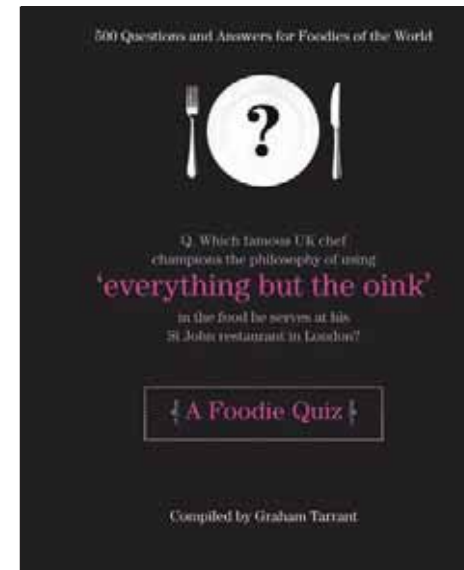 500 Questions and Answers for Foodies of the World
?
Q. Which famous UK chef
champions the philosophy of using
'everything but the oink'
in the food he serves at his
St John restaurant in London?
A Foodie Quiz
Compiled by Graham Tarrant